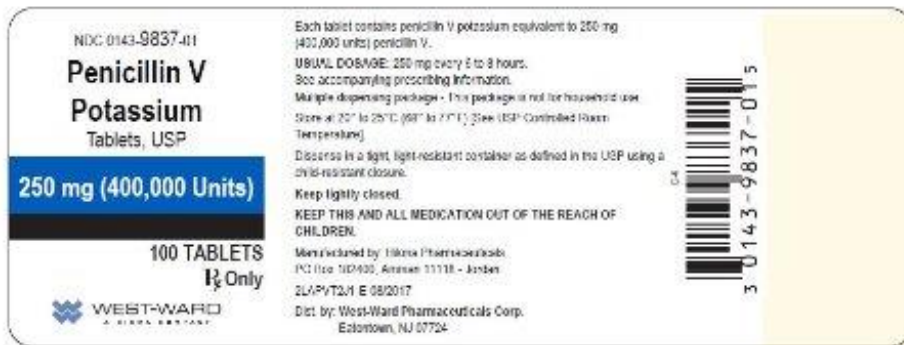 NDC 0143-9837-01
Penicillin V
Potassium
Tablets, USP
250 mg (400,000 Units)
100 TABLETS
Rx Only
WEST-WARD
Each tablet contains penicillin V potassium equivalent to 250 mg
(400,000 units) penicillin V.
USUAL DOSAGE: 250 mg every 6 to 8 hours.
See accompanying prescribing information.
Multiple dispensing package - This package is not for household use
Store at 20° to 25°C (68° to 77°F) [See USP Controlled Room
Temperature].
Dispense in a tight, light-resistant container as defined in the USP using a
child-resistant closure.
Keep tightly closed.
KEEP THIS AND ALL MEDICATION OUT OF THE REACH OF
CHILDREN.
Manufactured by: Hikma Pharmaceuticals
PO Box 182400, Amman 11118 - Jordan
E 08/2017
Dist. by: West-Ward Pharmaceuticals Corp.
Eatontown, NJ 07724
3 0143-9837-01 5